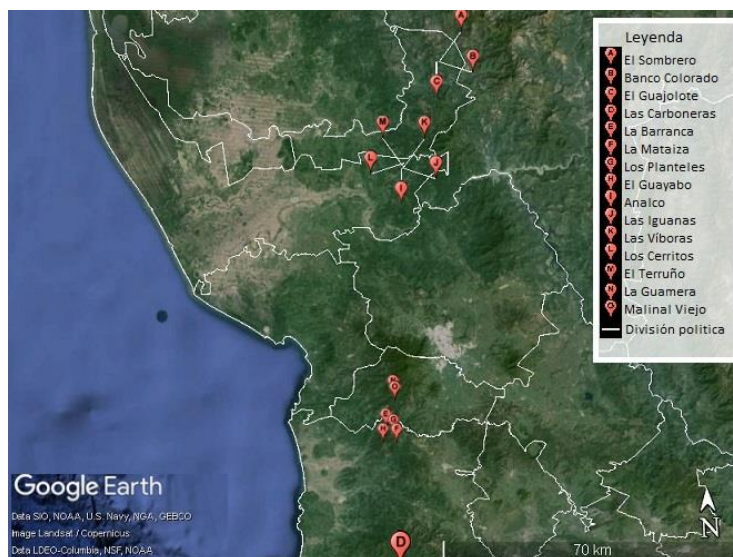 Leyenda
A El Sombrero
B Banco Colorado
C El Guajolote
D Las Carboneras
E La Barranca
F La Mataiza
G Los Planteles
H El Guayabo
I Analco
J Las Iguanas
K Las Víboras
L Los Cerritos
M El Terruño
N La Guamera
O Malinal Viejo
División politica
A
B
C
M
K
L
J
I
N
O
E
G
H
F
D
N
Google Earth
Data SIO, NOAA, U.S. Navy, NGA, GEBCO
Image Landsat / Copernicus
Data LDEO-Columbia, NSF, NOAA
70 km